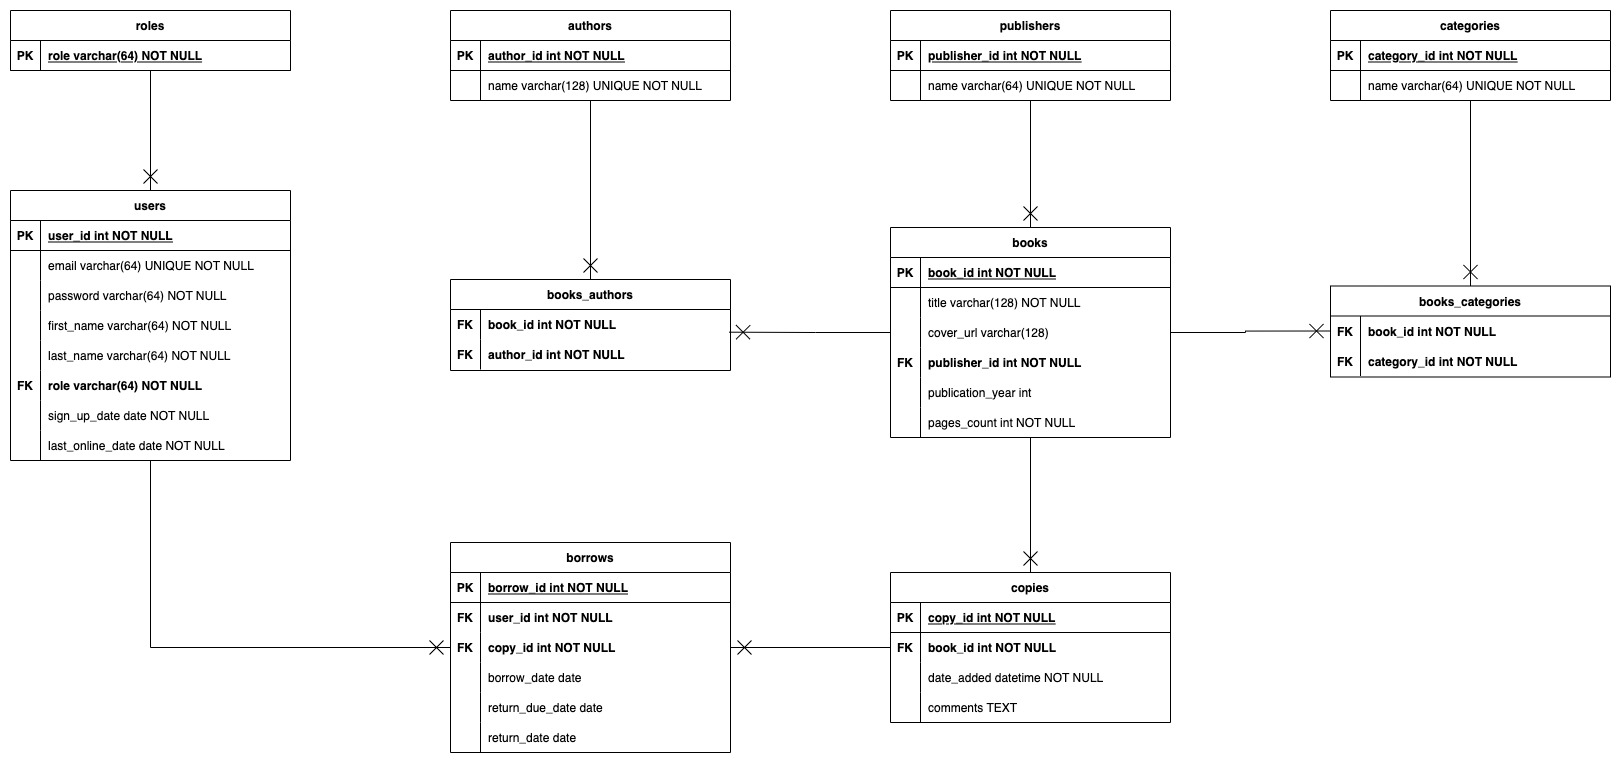 roles
PK role varchar(64) NOT NULL
authors
PK author_id int NOT NULL
name varchar(128) UNIQUE NOT NULL
publishers
PK publisher_id int NOT NULL
name varchar(64) UNIQUE NOT NULL
categories
PK category_id int NOT NULL
name varchar(64) UNIQUE NOT NULL
users
PK user_id int NOT NULL
email varchar(64) UNIQUE NOT NULL
password varchar(64) NOT NULL
first_name varchar(64) NOT NULL
last_name varchar(64) NOT NULL
FK role varchar(64) NOT NULL
sign_up_date date NOT NULL
last_online_date date NOT NULL
books_authors
FK book_id int NOT NULL
FK author_id int NOT NULL
books
PK book_id int NOT NULL
title varchar(128) NOT NULL
cover_url varchar(128)
FK publisher_id int NOT NULL
publication_year int
pages_count int NOT NULL
books_categories
FK book_id int NOT NULL
FK category_id int NOT NULL
borrows
PK borrow_id int NOT NULL
FK user_id int NOT NULL
FK copy_id int NOT NULL
borrow_date date
return_due_date date
return_date date
copies
PK copy_id int NOT NULL
FK book_id int NOT NULL
date_added datetime NOT NULL
comments TEXT